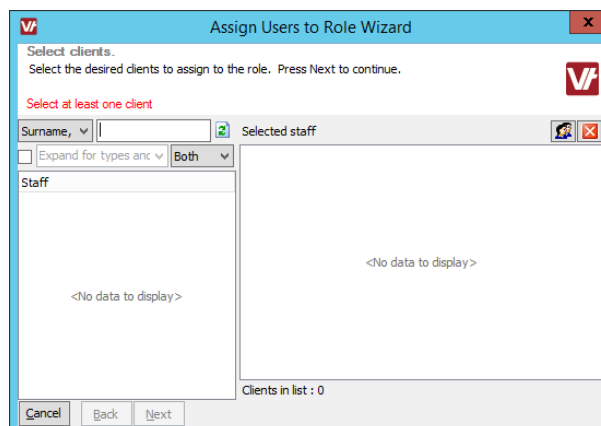 Assign Users to Role Wizard
x
Select clients.
Select the desired clients to assign to the role. Press Next to continue.
Select at least one client
Surname,
Selected staff
Expand for types anc
Both
Staff
<No data to display>
<No data to display>
Clients in list : 0
Cancel
Back
Next